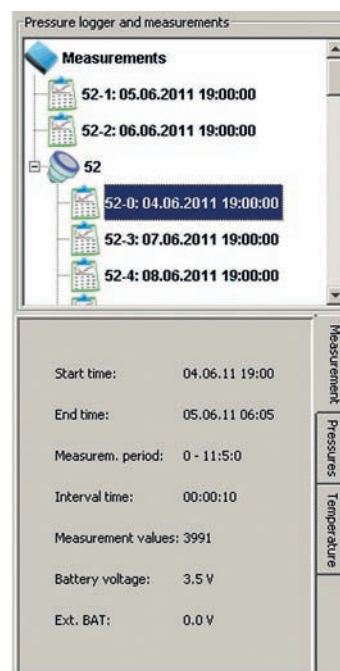 Pressure logger and measurements
Measurements
52-1: 05.06.2011 19:00:00
52-2: 06.06.2011 19:00:00
52
52-0: 04.06.2011 19:00:00
52-3: 07.06.2011 19:00:00
52-4: 08.06.2011 19:00:00
Start time: 04.06.11 19:00
End time: 05.06.11 06:05
Measurem. period: 0 - 11:5:0
Interval time: 00:00:10
Measurement values: 3991
Battery voltage: 3.5 V
Ext. BAT: 0.0 V
Measurement
Pressures
Temperature